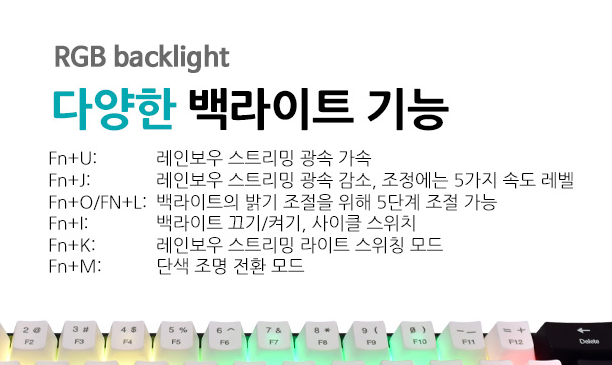 RGB backlight
다양한 백라이트 기능
Fn+U: 레인보우 스트리밍 광속 가속
Fn+J: 레인보우 스트리밍 광속 감소, 조정에는 5가지 속도 레벨
Fn+O/FN+L: 백라이트의 밝기 조절을 위해 5단계 조절 가능
Fn+I: 백라이트 끄기/켜기, 사이클 스위치
Fn+K: 레인보우 스트리밍 라이트 스위칭 모드
Fn+M: 단색 조명 전환 모드
2 @ 3 # 4 $ 5 % 6 ^ 7 & 8 * 9 ( 0 ) - _ = + ←
F2 F3 F4 F5 F6 F7 F8 F9 F10 F11 F12 Delete